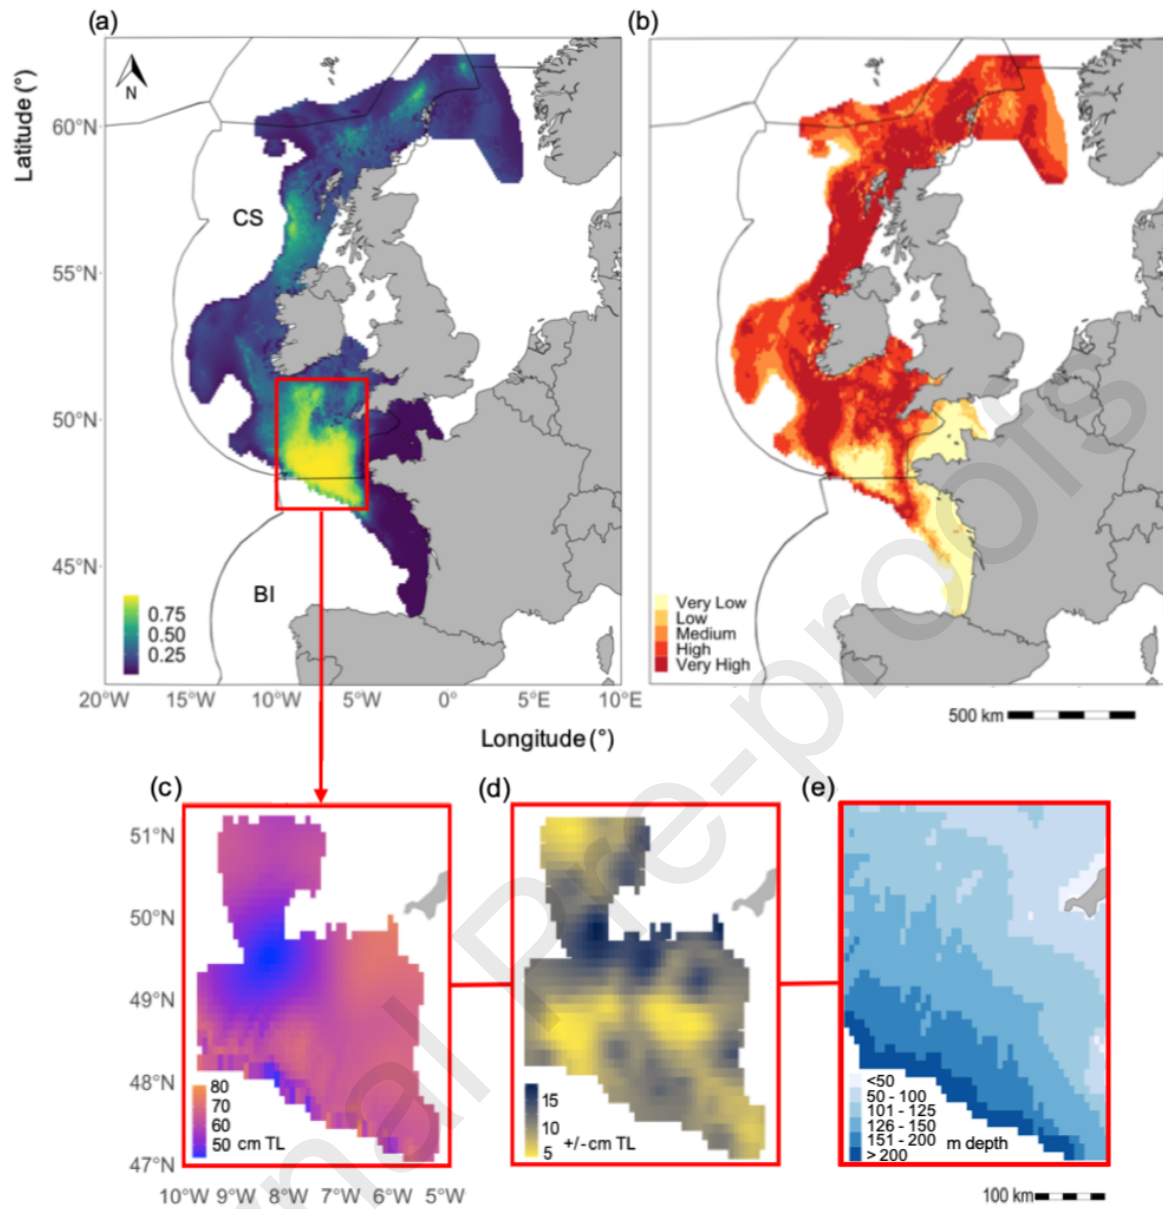 (a)
(b)
N
Latitude (°)
60°N
55°N
50°N
45°N
CS
BI
0.75
0.50
0.25
Very Low
Low
Medium
High
Very High
20°W 15°W 10°W 5°W 0° 5°E 10°E
500 km
Longitude (°)
(c)
(d)
(e)
51°N
50°N
49°N
48°N
47°N
80
70
60
50 cm TL
15
10 +/- cm TL
5
<50
50 - 100
101 - 125
126 - 150
151 - 200 m depth
>200
10°W 9°W 8°W 7°W 6°W 5°W
100 km
nal Pre-proofs